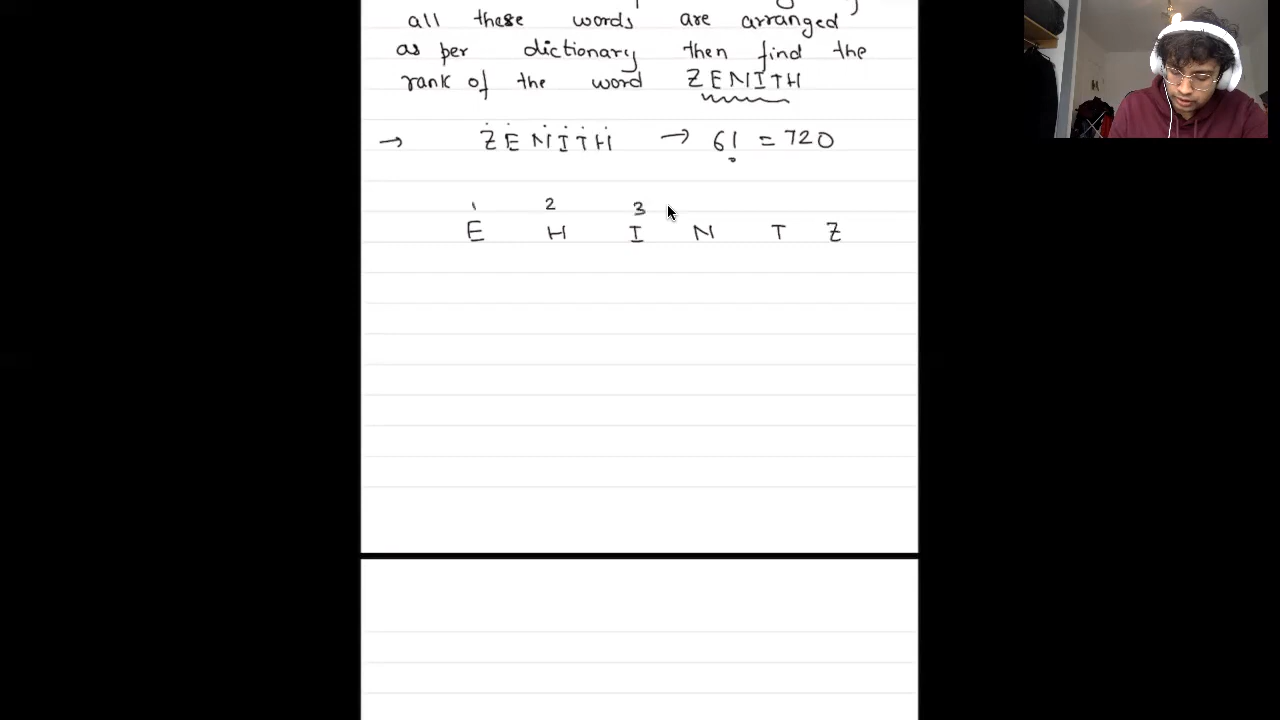 all these words are arranged
as per dictionary then find the
rank of the word ZENITH
→ ZENITH → 6! = 720
1 2 3
E H I N T Z